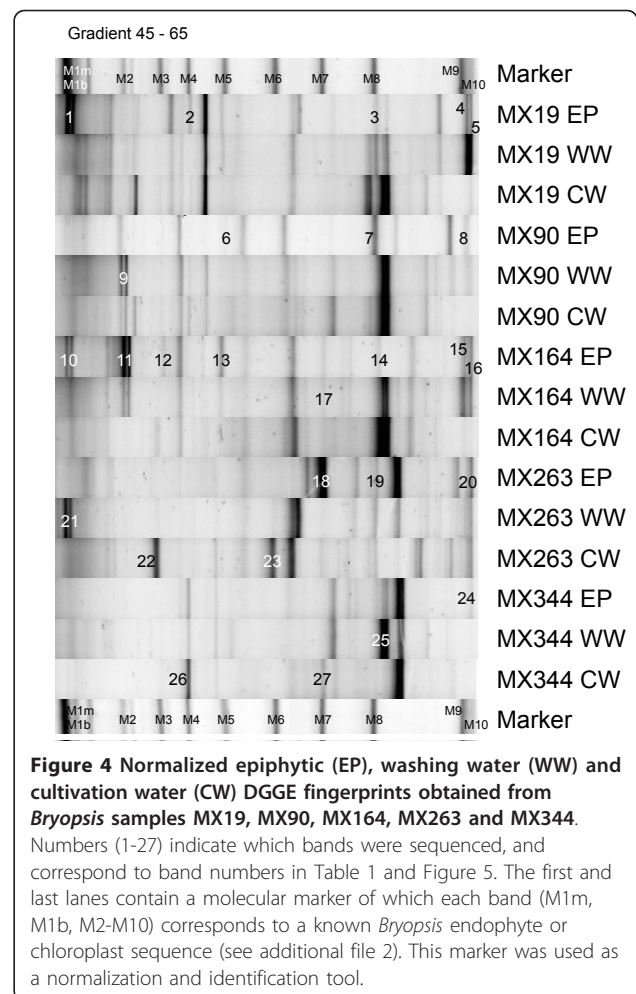 Gradient 45 - 65
M1m
M1b M2 M3 M4 M5 M6 M7 M8 M9 M10 Marker
1 2 3 4 5 MX19 EP
MX19 WW
MX19 CW
6 7 8 MX90 EP
9 MX90 WW
MX90 CW
10 11 12 13 14 15 16 MX164 EP
17 MX164 WW
MX164 CW
18 19 20 MX263 EP
21 MX263 WW
22 23 MX263 CW
24 MX344 EP
25 MX344 WW
26 27 MX344 CW
M1m
M1b M2 M3 M4 M5 M6 M7 M8 M9 M10 Marker
Figure 4 Normalized epiphytic (EP), washing water (WW) and
cultivation water (CW) DGGE fingerprints obtained from
Bryopsis samples MX19, MX90, MX164, MX263 and MX344.
Numbers (1-27) indicate which bands were sequenced, and
correspond to band numbers in Table 1 and Figure 5. The first and
last lanes contain a molecular marker of which each band (M1m,
M1b, M2-M10) corresponds to a known Bryopsis endophyte or
chloroplast sequence (see additional file 2). This marker was used as
a normalization and identification tool.